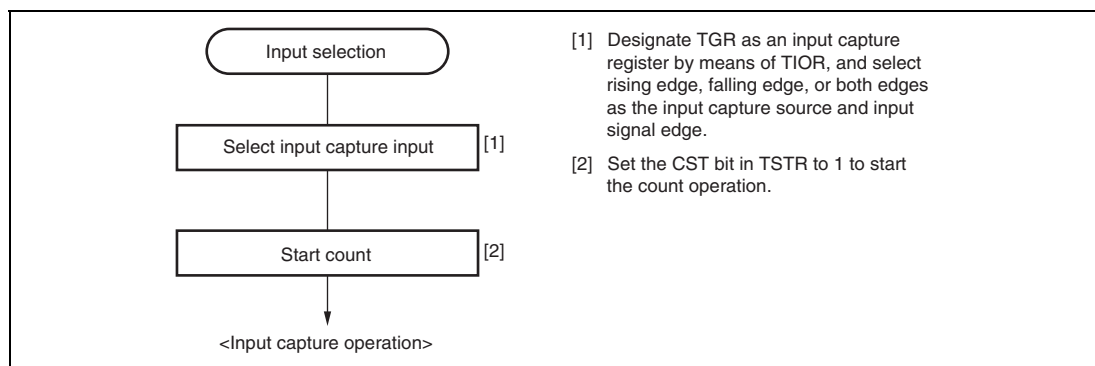 Input selection
Select input capture input
[1]
Start count
[2]
<Input capture operation>
[1] Designate TGR as an input capture
register by means of TIOR, and select
rising edge, falling edge, or both edges
as the input capture source and input
signal edge.
[2] Set the CST bit in TSTR to 1 to start
the count operation.